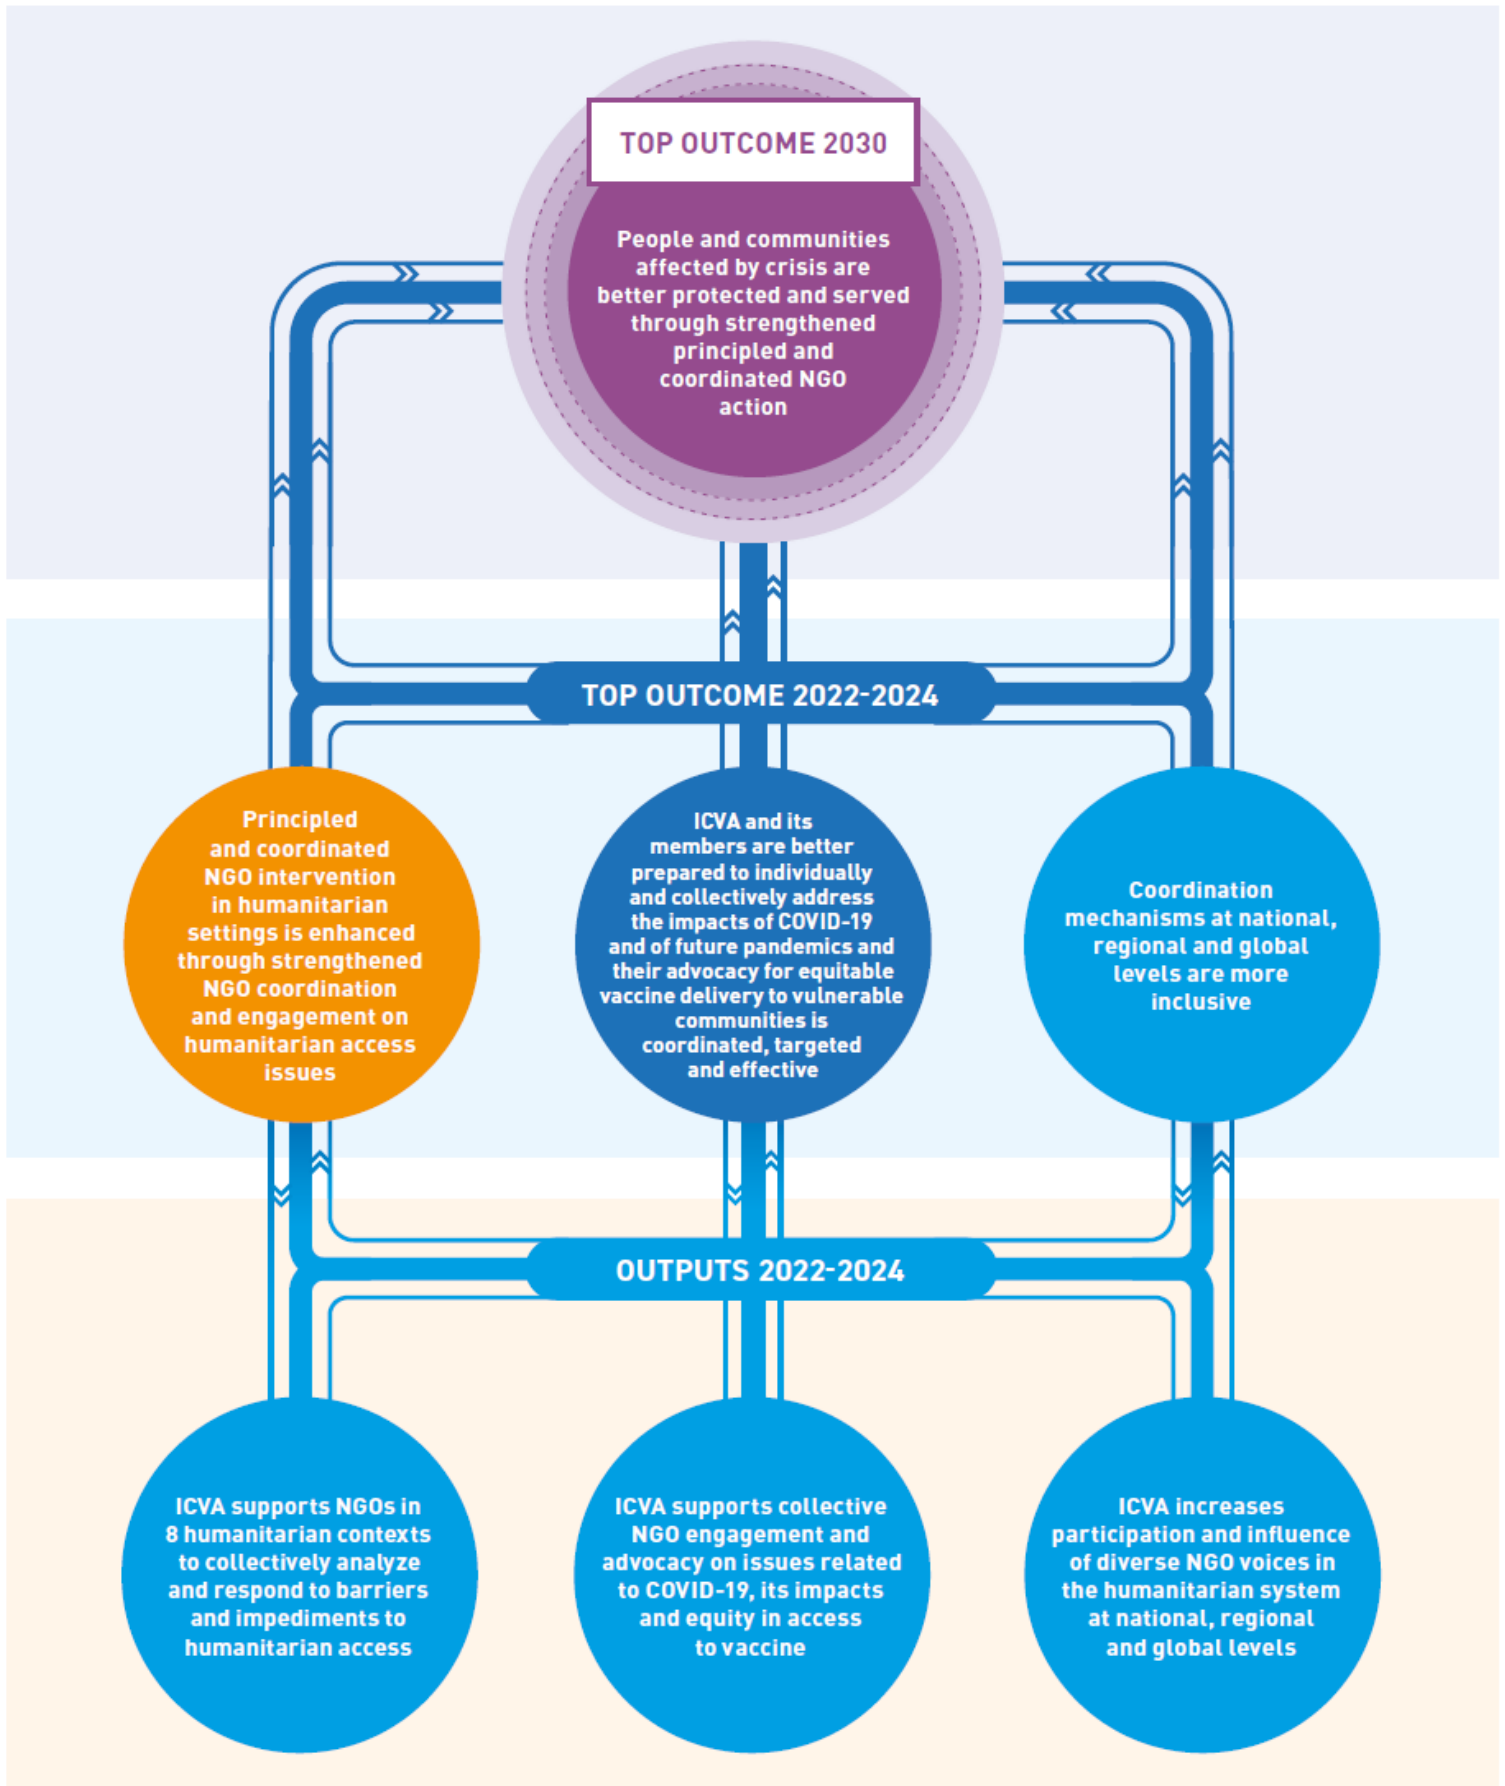 TOP OUTCOME 2030
People and communities
affected by crisis are
better protected and served
through strengthened
principled and
coordinated NGO
action
TOP OUTCOME 2022-2024
Principled
and coordinated
NGO intervention
in humanitarian
settings is enhanced
through strengthened
NGO coordination
and engagement on
humanitarian access
issues
ICVA and its
members are better
prepared to individually
and collectively address
the impacts of COVID-19
and of future pandemics and
their advocacy for equitable
vaccine delivery to vulnerable
communities is
coordinated, targeted
and effective
Coordination
mechanisms at national,
regional and global
levels are more
inclusive
OUTPUTS 2022-2024
ICVA supports NGOs in
8 humanitarian contexts
to collectively analyze
and respond to barriers
and impediments to
humanitarian access
ICVA supports collective
NGO engagement and
advocacy on issues related
to COVID-19, its impacts
and equity in access
to vaccine
ICVA increases
participation and influence
of diverse NGO voices in
the humanitarian system
at national, regional
and global levels